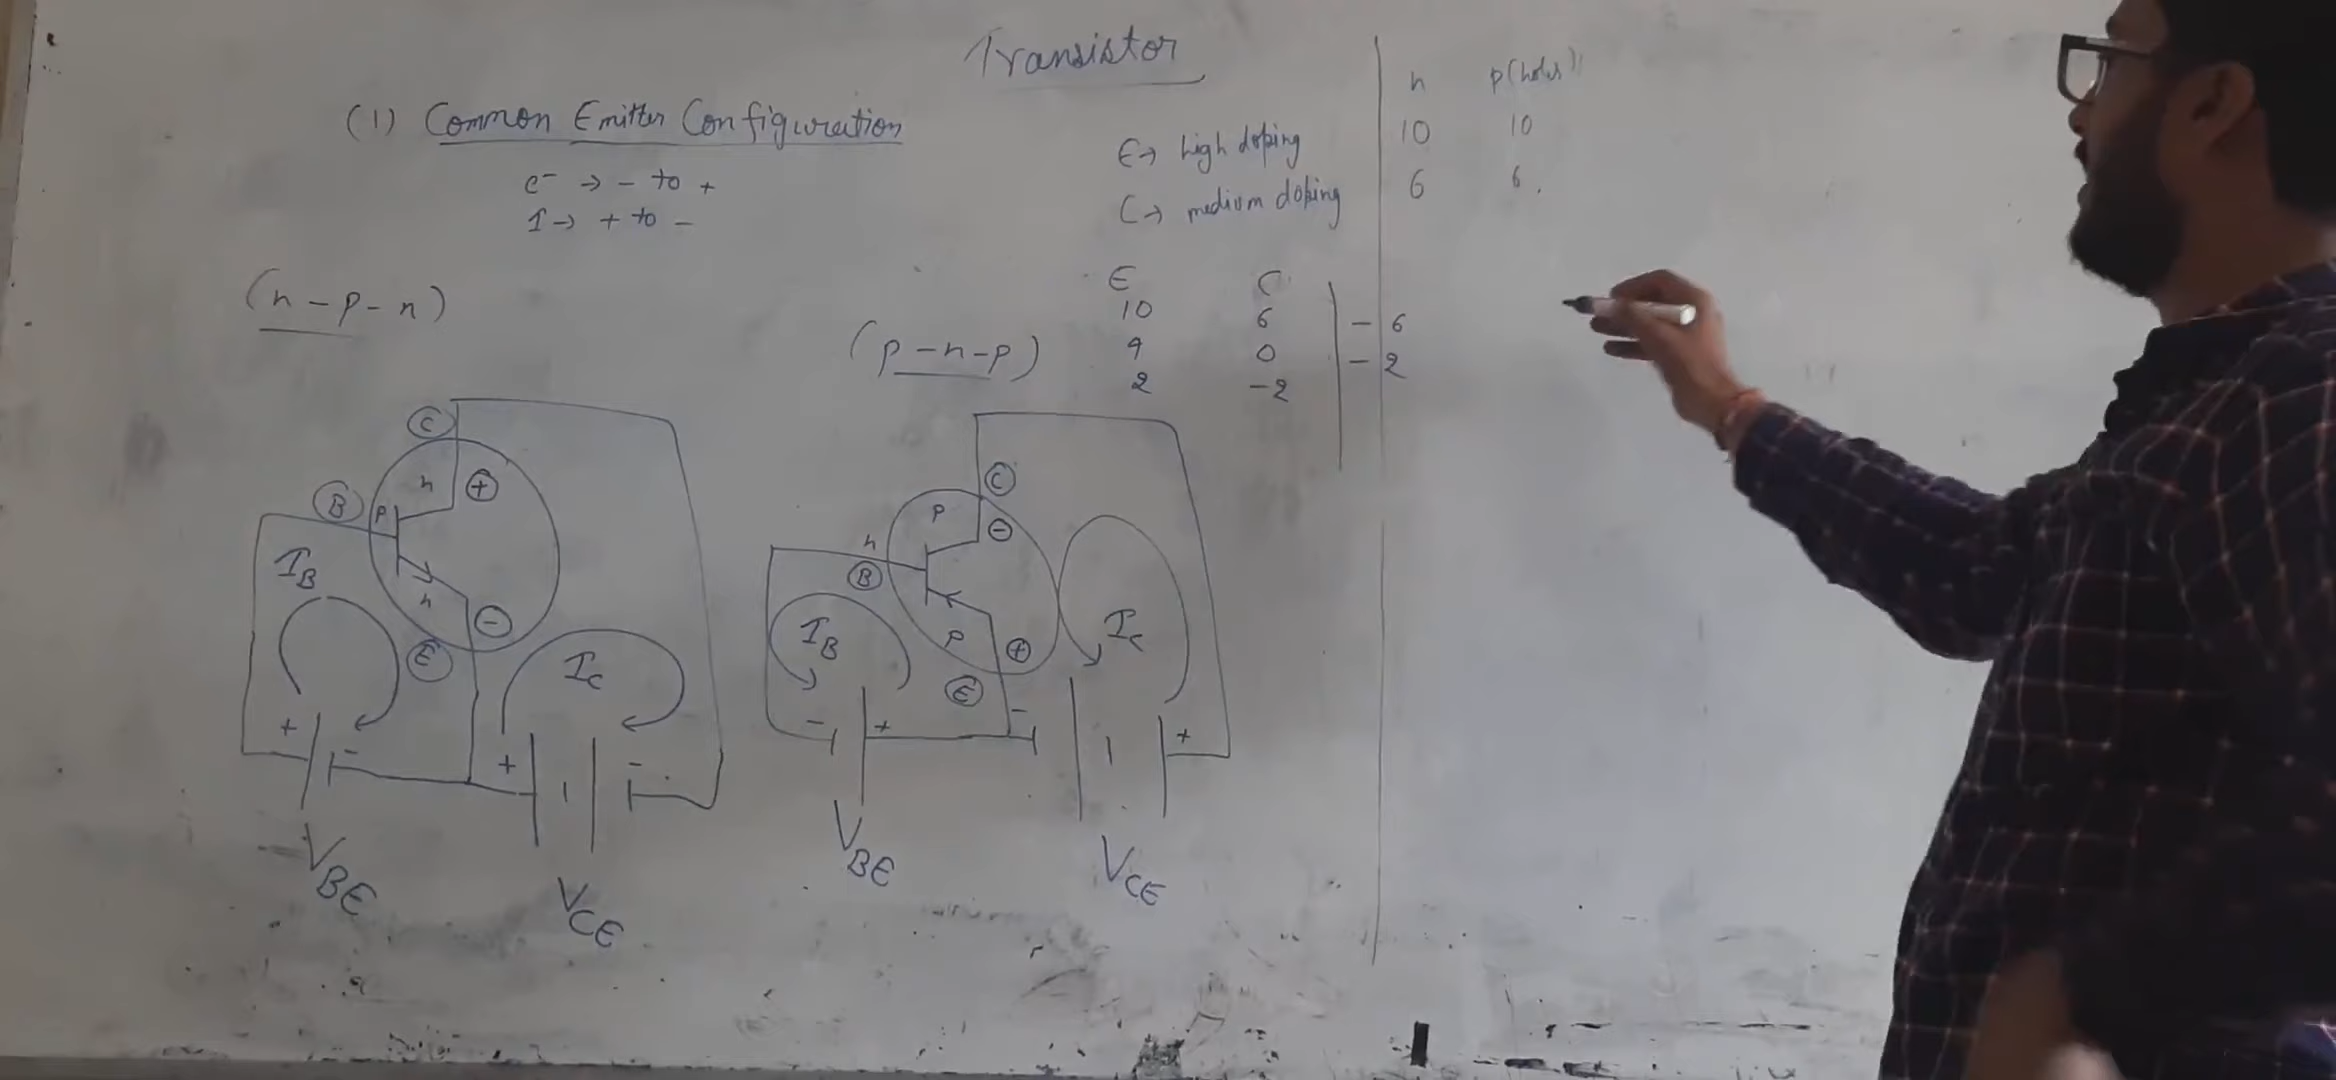 Transistor
(1) Common Emitter Configuration
e⁻ → - to +
I → + to -
E → high doping
C → medium doping
n p (holes)
10 10
6 6
(n - p - n)
(p - n - p)
E C
10 6 - 6
4 0 - 2
2 -2
C
n +
B P
I_B
n -
E
I_C
+ -
+ -
V_BE
V_CE
C
P -
n
B
I_B
P +
E
I_C
- +
- +
V_BE
V_CE